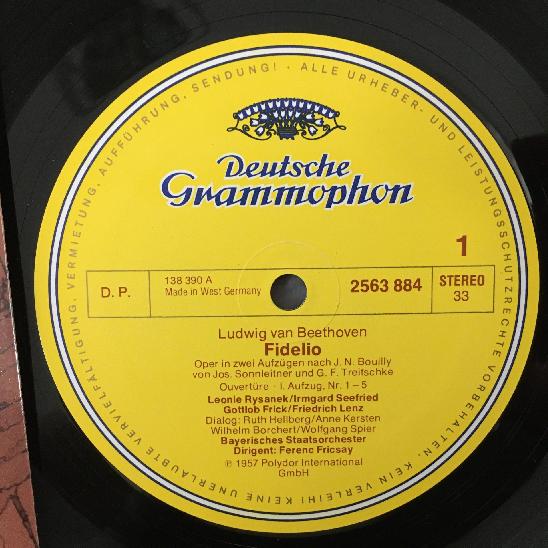 VERVIELFÄLTIGUNG, VERMIETUNG, AUFFÜHRUNG, SENDUNG! · ALLE URHEBER- UND LEISTUNGSSCHUTZRECHTE VORBEHALTEN. KEIN VERLEIH! KEINE UNERLAUBTE
Deutsche
Grammophon
1
D. P.
138 390 A
Made in West Germany
2563 884
STEREO
33
Ludwig van Beethoven
Fidelio
Oper in zwei Aufzügen nach J. N. Bouilly
von Jos. Sonnleitner und G. F. Treitschke
Ouvertüre · I. Aufzug, Nr. 1 – 5
Leonie Rysanek/Irmgard Seefried
Gottlob Frick/Friedrich Lenz
Dialog: Ruth Hellberg/Anne Kersten
Wilhelm Borchert/Wolfgang Spier
Bayerisches Staatsorchester
Dirigent: Ferenc Fricsay
℗ 1957 Polydor International
GmbH